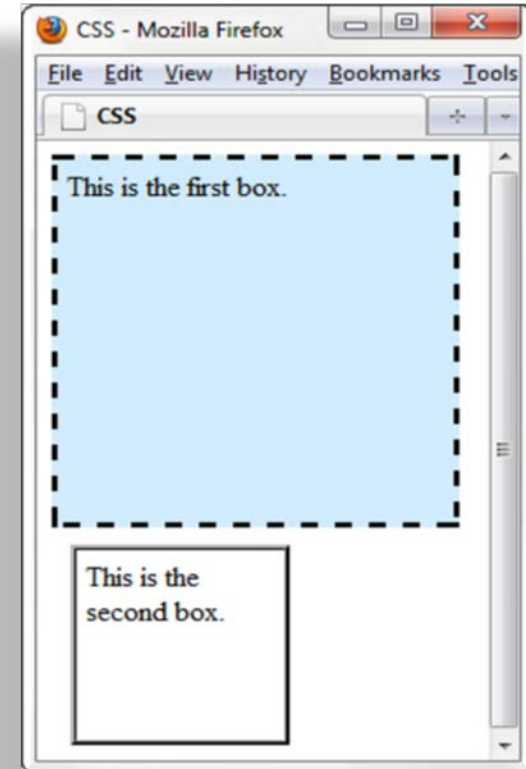 CSS - Mozilla Firefox
File Edit View History Bookmarks Tools
CSS
This is the first box.
This is the
second box.